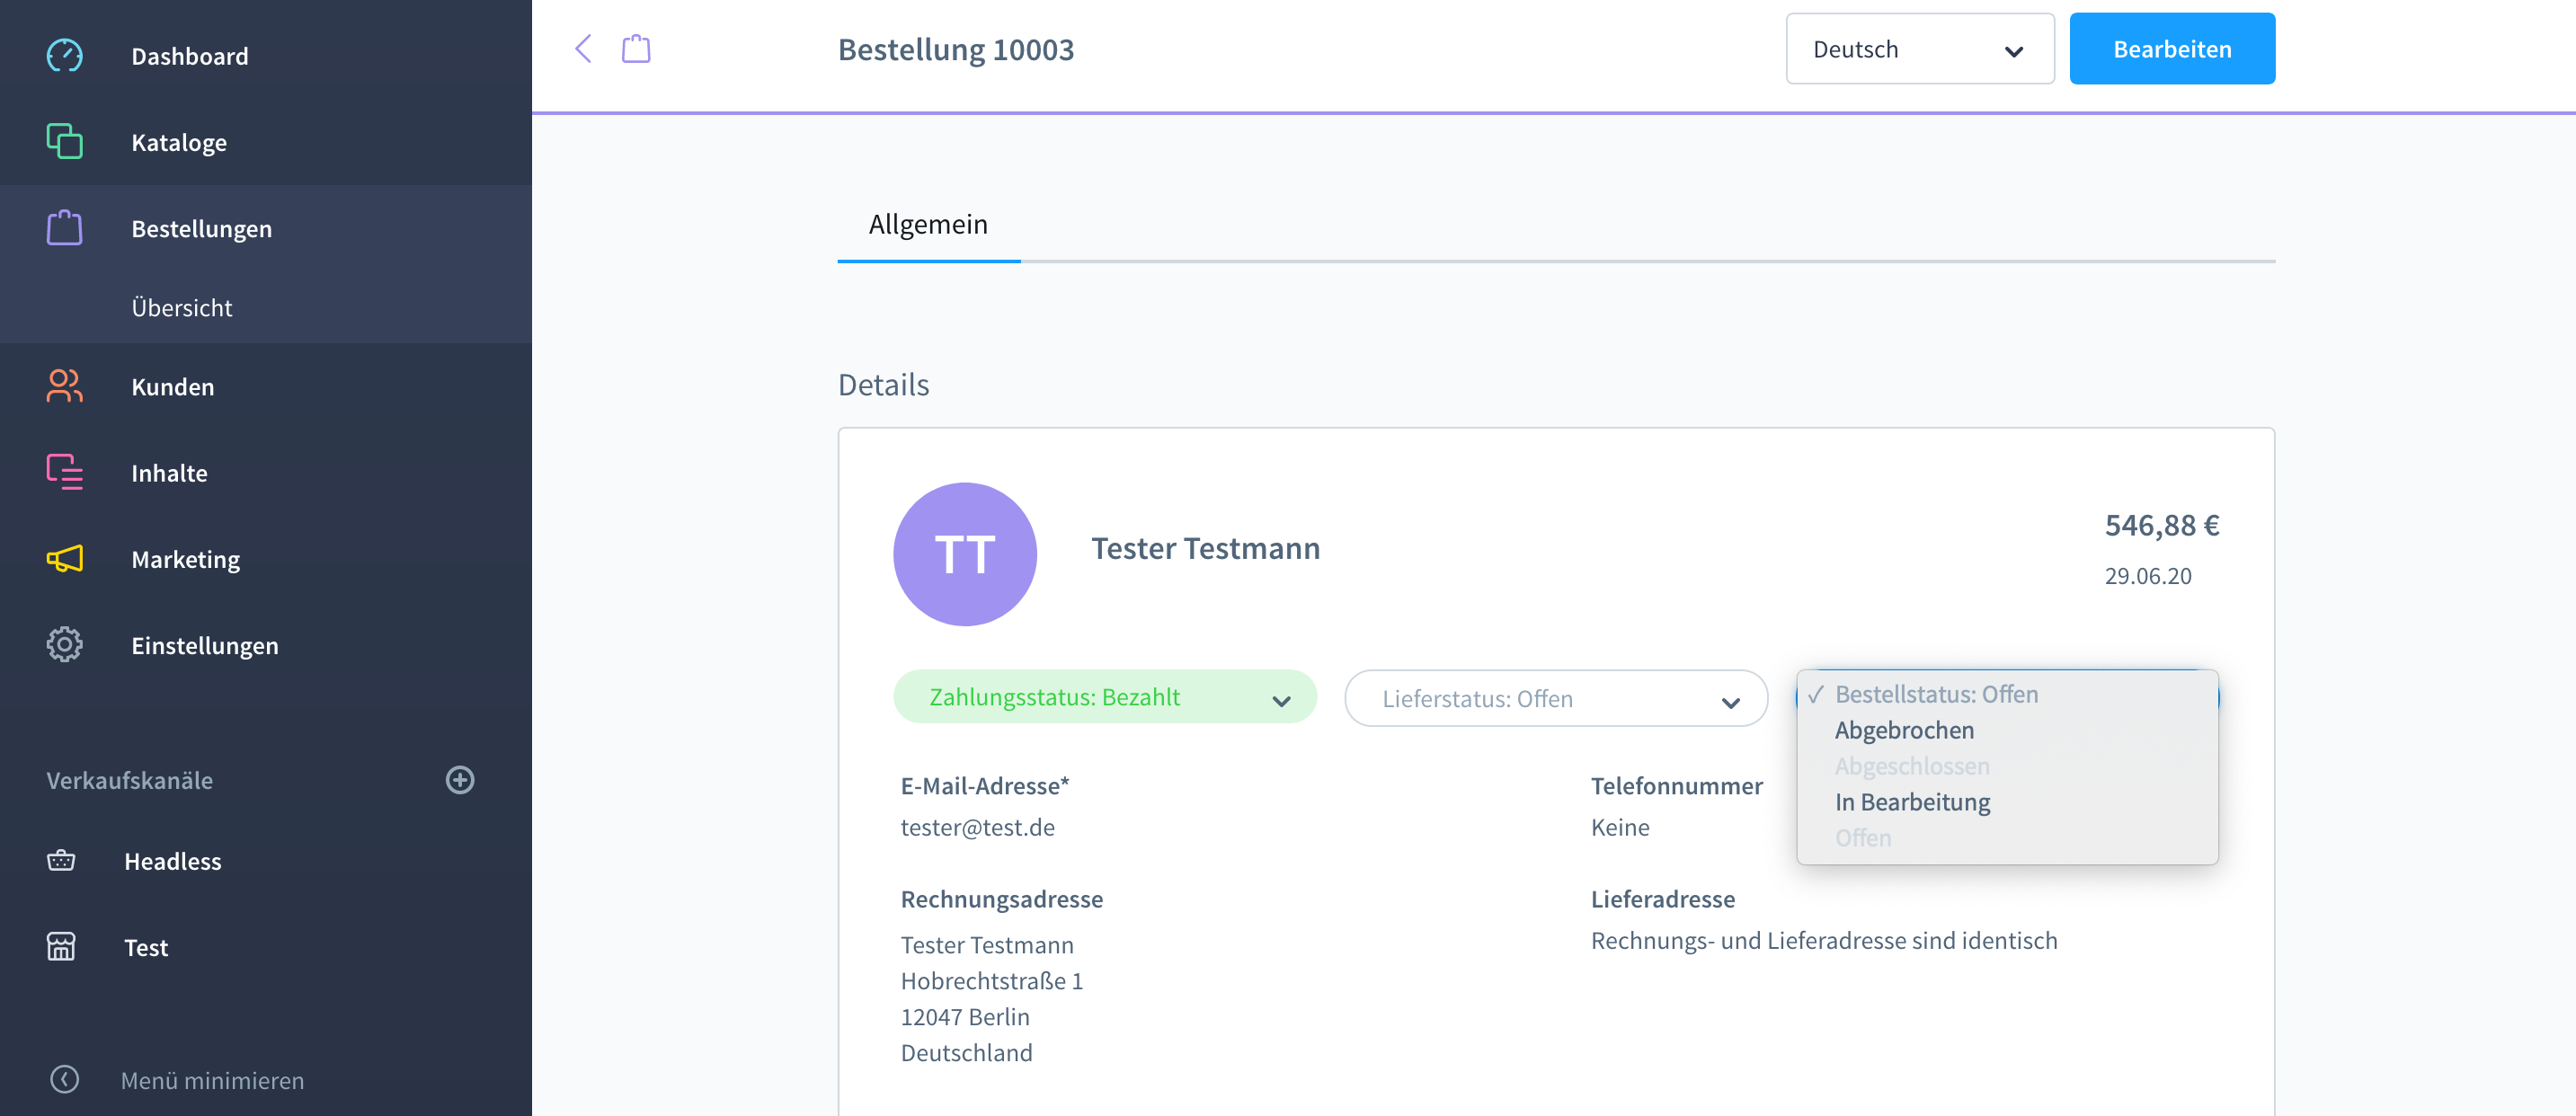 Dashboard
Kataloge
Bestellungen
Übersicht
Kunden
Inhalte
Marketing
Einstellungen
Verkaufskanäle
Headless
Test
Menü minimieren
Bestellung 10003
Deutsch
Bearbeiten
Allgemein
Details
TT
Tester Testmann
546,88 €
29.06.20
Zahlungsstatus: Bezahlt
Lieferstatus: Offen
✓ Bestellstatus: Offen
Abgebrochen
Abgeschlossen
In Bearbeitung
Offen
E-Mail-Adresse*
tester@test.de
Telefonnummer
Keine
Rechnungsadresse
Tester Testmann
Hobrechtstraße 1
12047 Berlin
Deutschland
Lieferadresse
Rechnungs- und Lieferadresse sind identisch